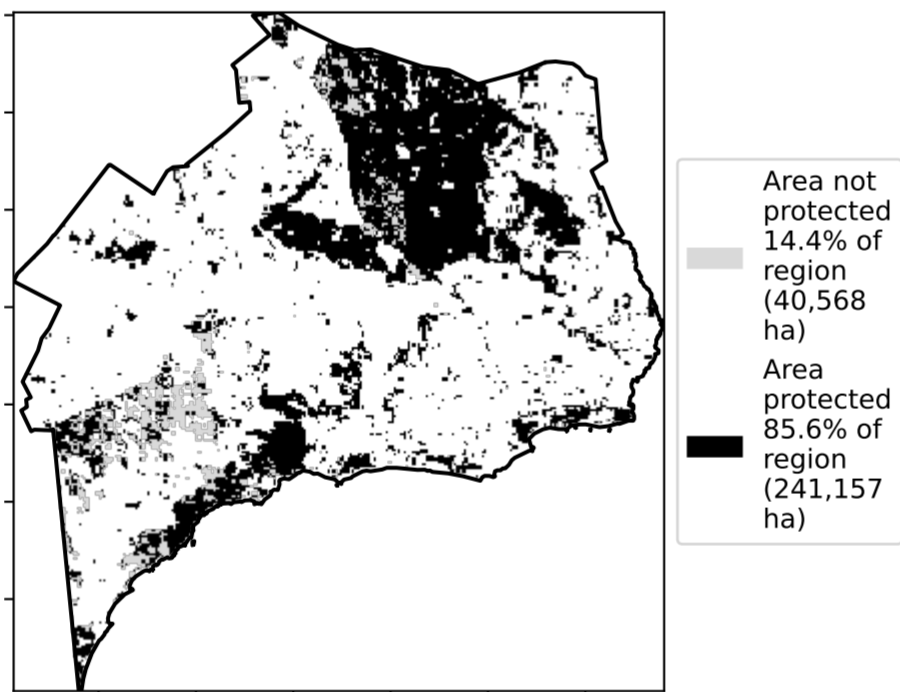 Area not
protected
14.4% of
region
(40,568
ha)
Area
protected
85.6% of
region
(241,157
ha)